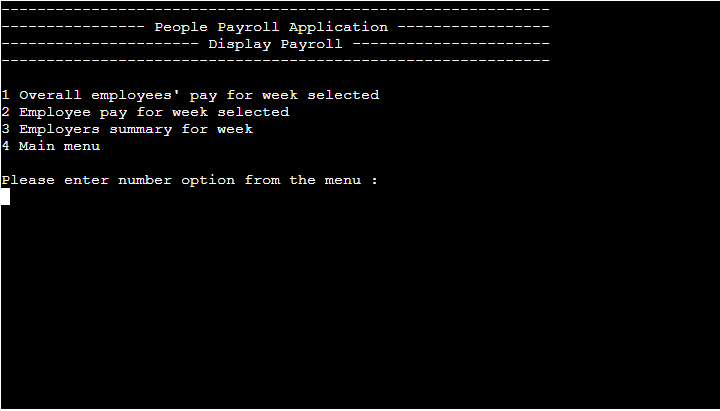 -------------------------------------------------------------
---------------- People Payroll Application -----------------
---------------------- Display Payroll ----------------------
-------------------------------------------------------------
1 Overall employees' pay for week selected
2 Employee pay for week selected
3 Employers summary for week
4 Main menu
Please enter number option from the menu :